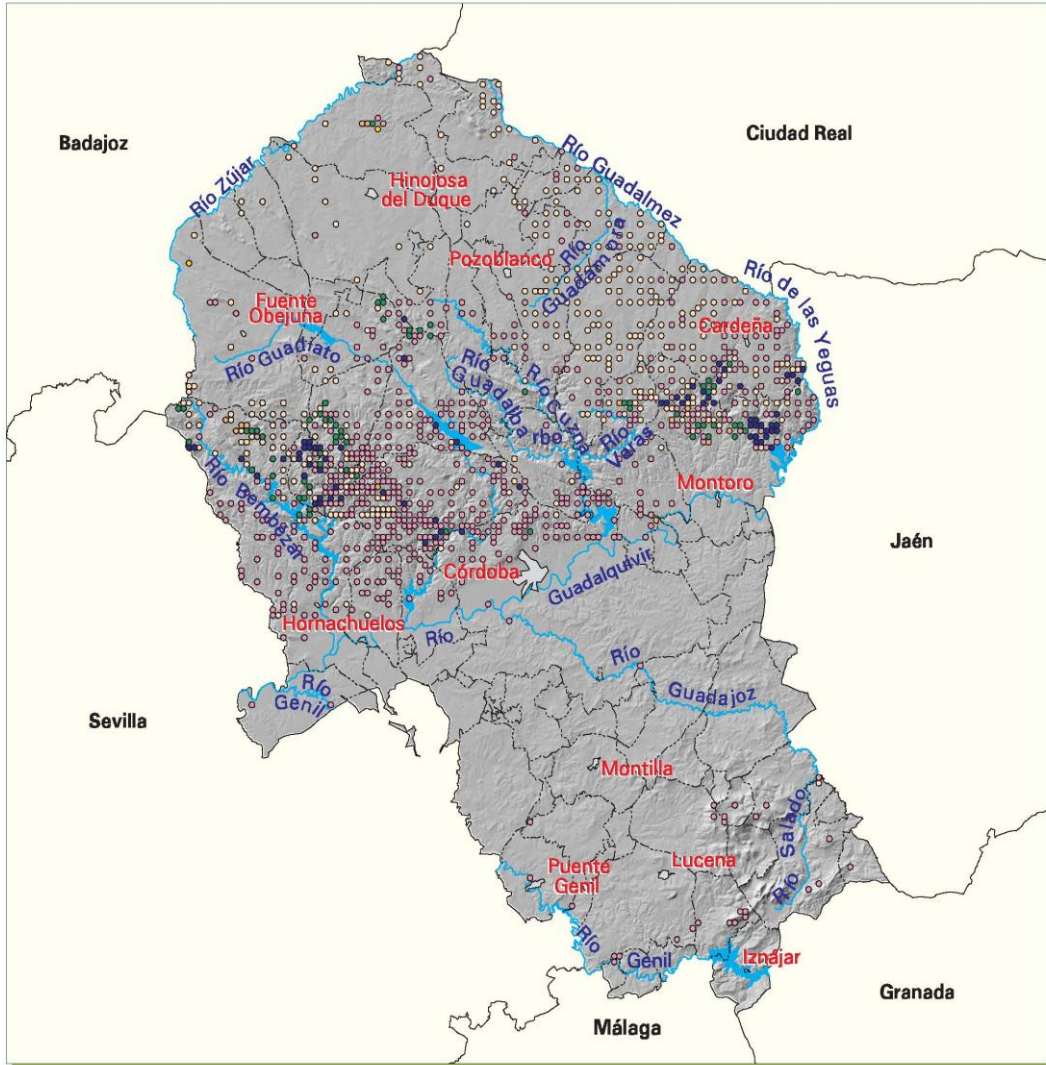 Badajoz
Ciudad Real
Río Zújar
Río Guadalmez
Hinojosa
del Duque
Río
Guadamora
Pozoblanco
Río de las Yeguas
Fuente
Obejuna
Cardeña
Río Guadiato
Río
Guadalbarbo
Río Cuzna
Río
Varas
Río Bembézar
Montoro
Jaén
Córdoba
Guadalquivir
Hornachuelos
Río
Río
Guadajoz
Río
Genil
Sevilla
Montilla
Río Salado
Lucena
Puente
Genil
Río
Genil
Iznájar
Granada
Málaga